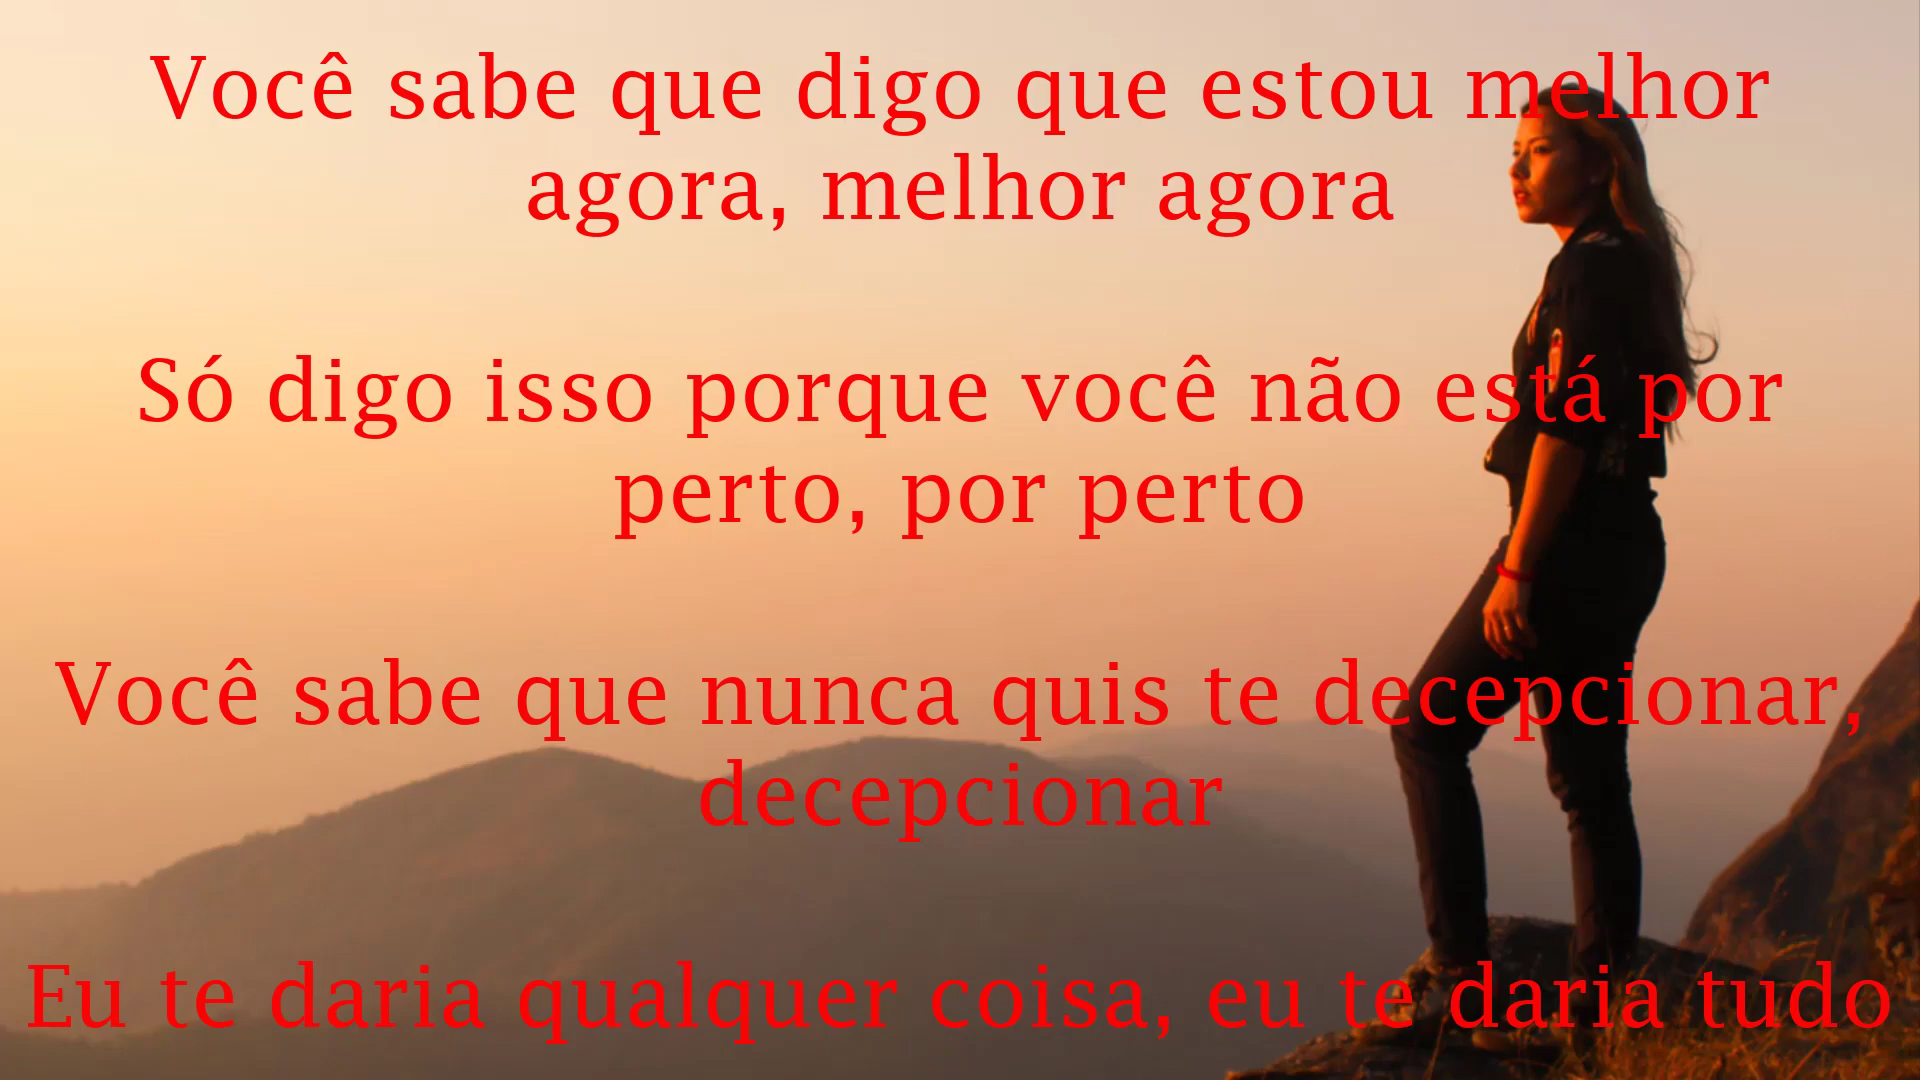 Você sabe que digo que estou melhor
agora, melhor agora
Só digo isso porque você não está por
perto, por perto
Você sabe que nunca quis te decepcionar,
decepcionar
Eu te daria qualquer coisa, eu te daria tudo